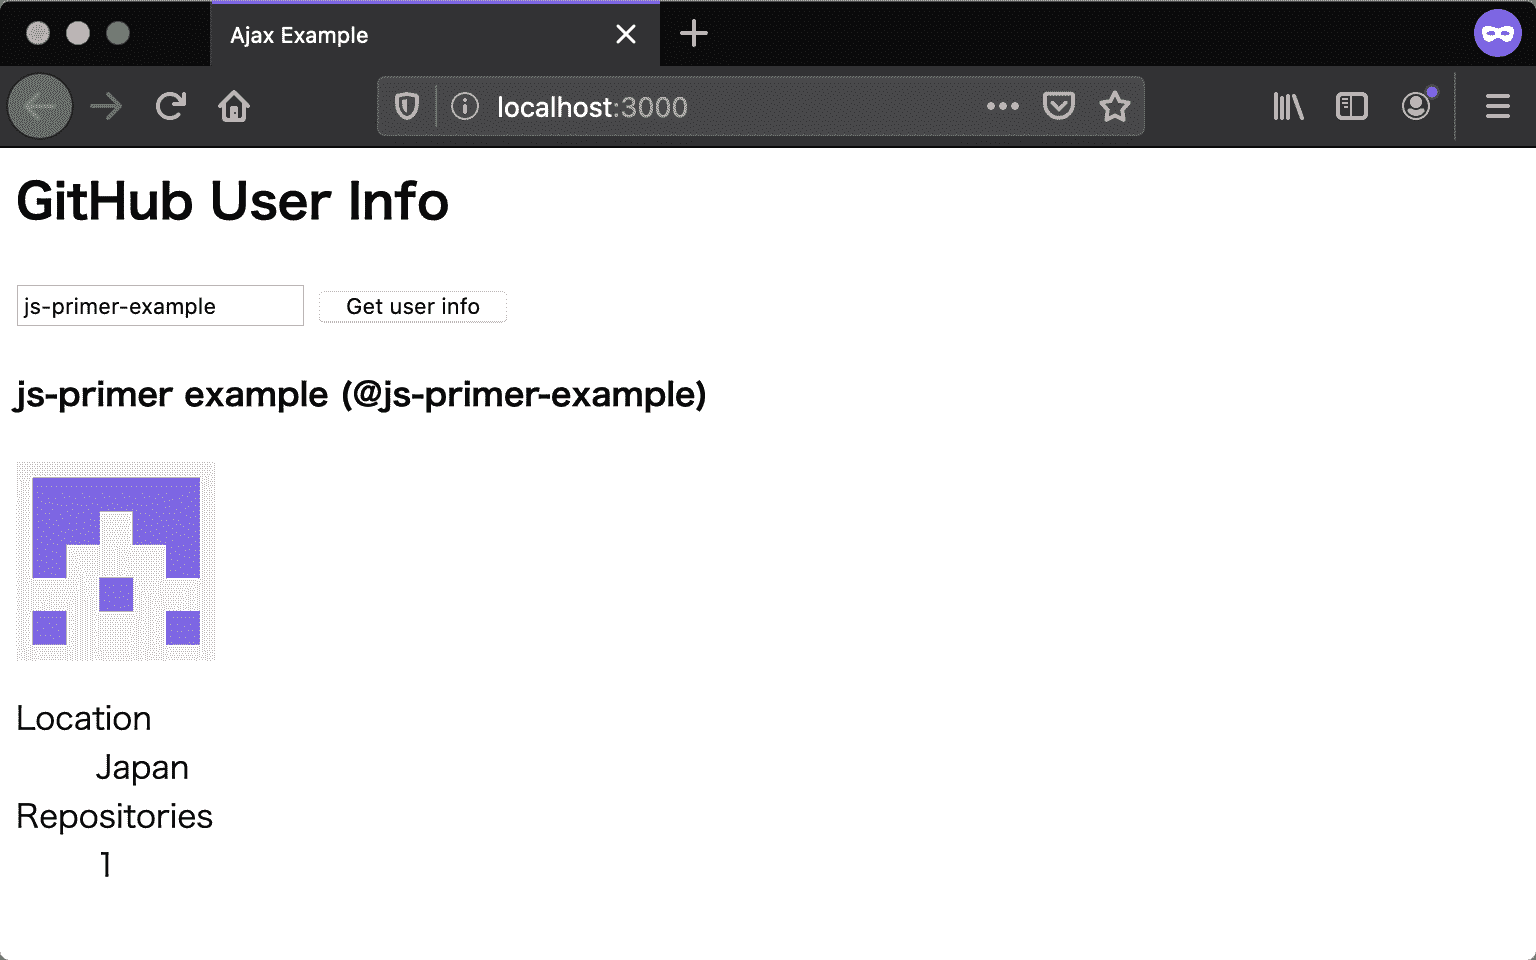 Ajax Example
localhost:3000
GitHub User Info
js-primer-example
Get user info
js-primer example (@js-primer-example)
Location
Japan
Repositories
1